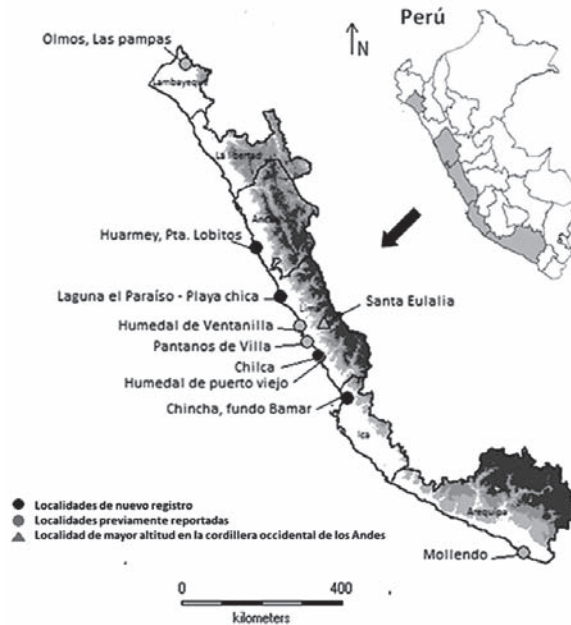 Perú
N
Olmos, Las pampas
Lambayeque
La libertad
Huarmey, Pta. Lobitos
Laguna el Paraíso - Playa chica
Santa Eulalia
Humedal de Ventanilla
Pantanos de Villa
Chilca
Humedal de puerto viejo
Chincha, fundo Bamar
Ica
Arequipa
Localidades de nuevo registro
Localidades previamente reportadas
Localidad de mayor altitud en la cordillera occidental de los Andes
Mollendo
0 400
kilometers